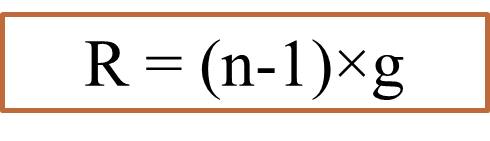 R = (n-1)×g